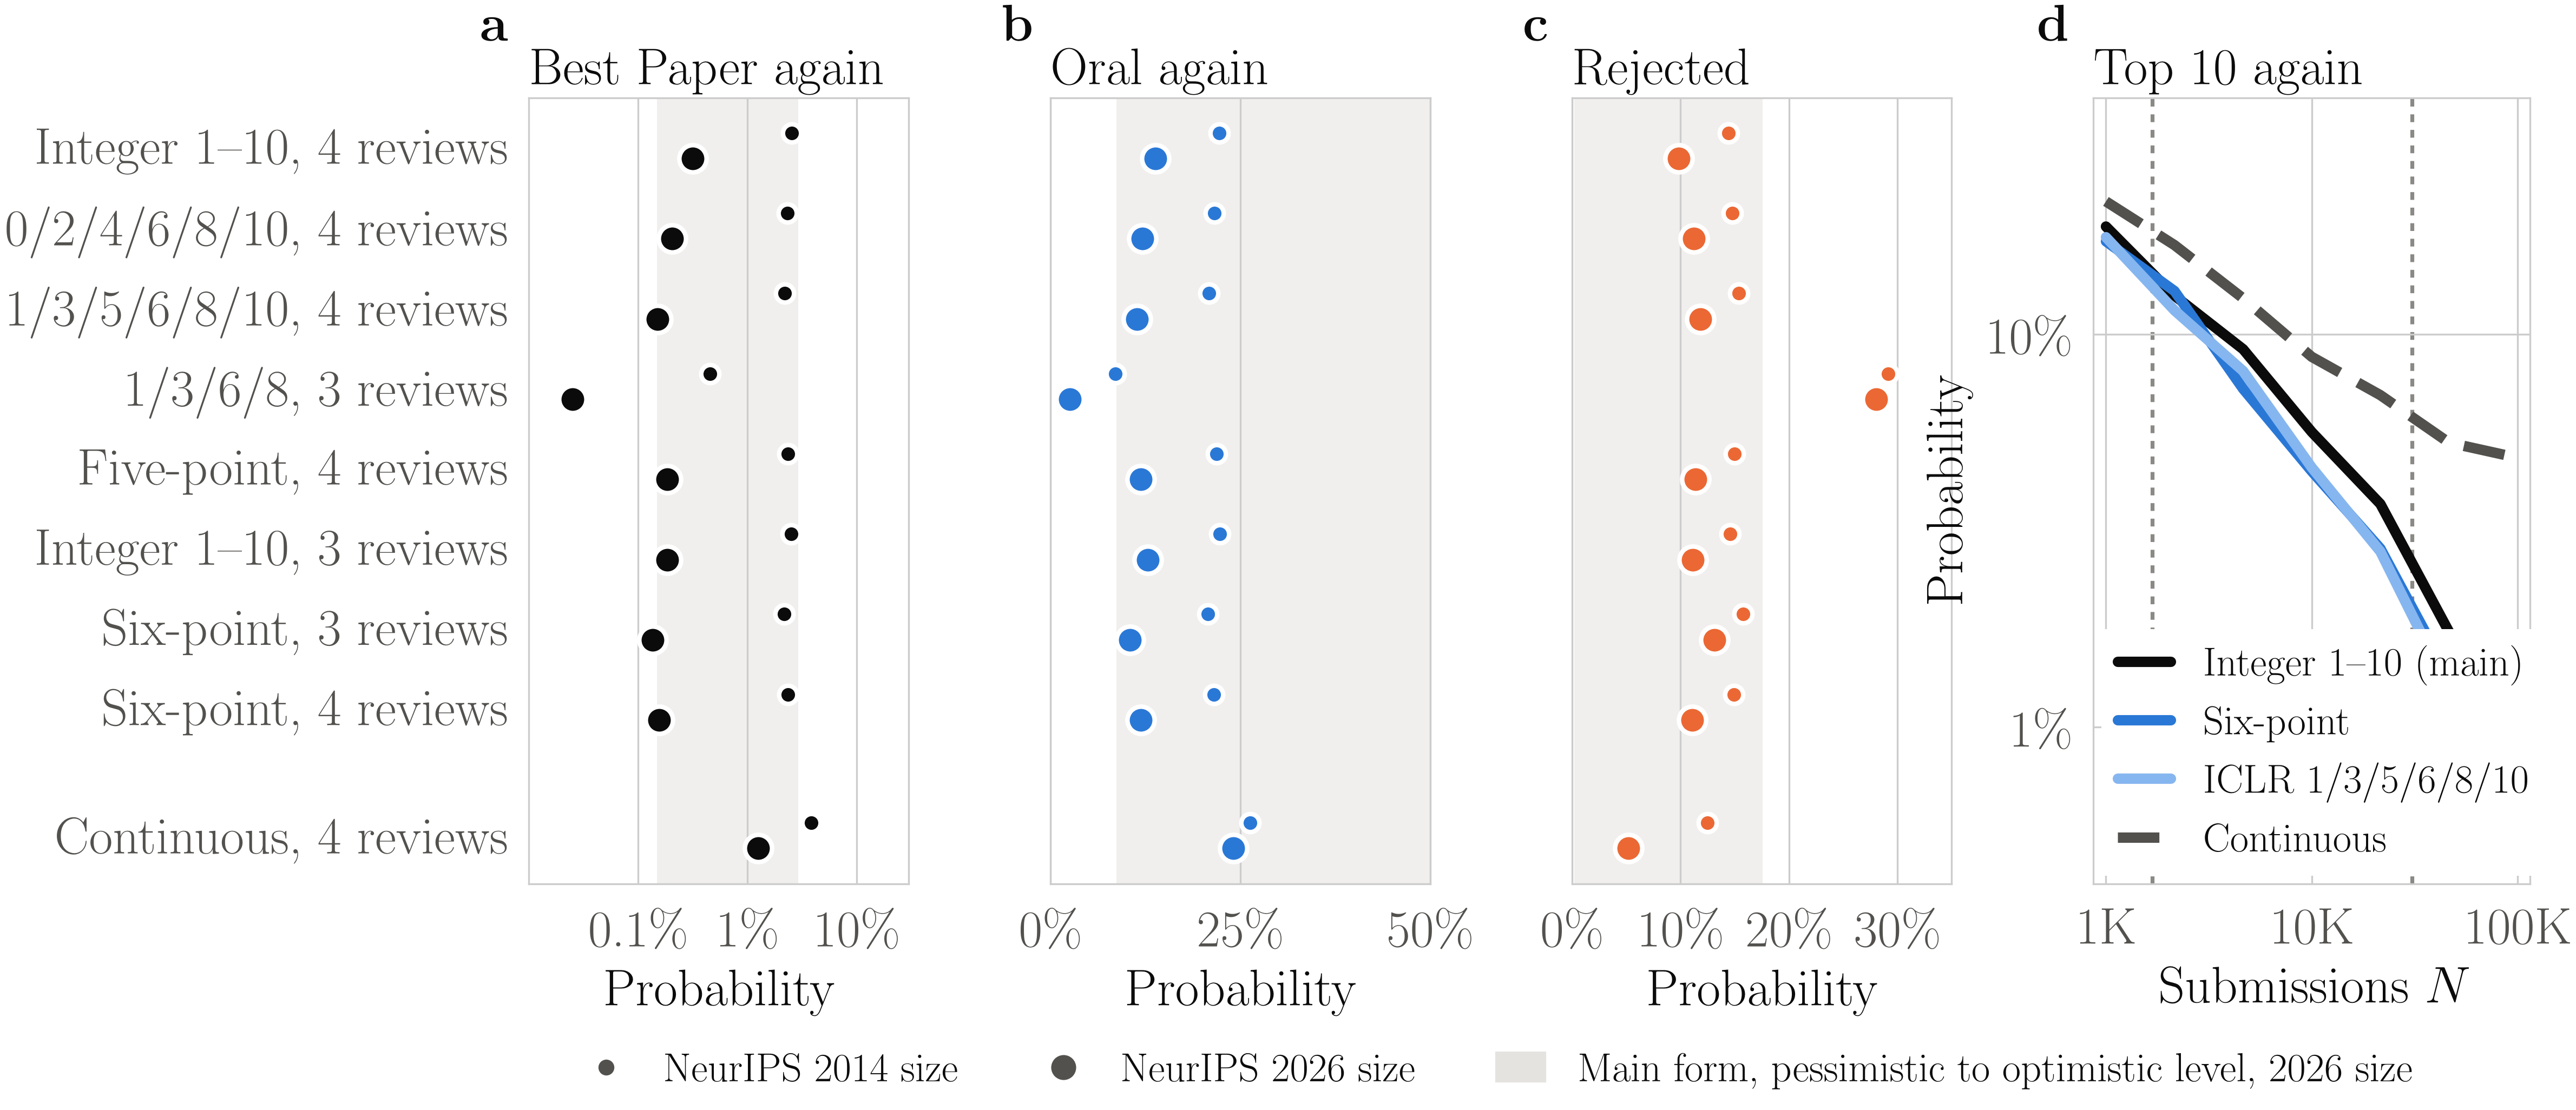 a
Best Paper again
b
Oral again
c
Rejected
d
Top 10 again
Integer 1–10, 4 reviews
0/2/4/6/8/10, 4 reviews
1/3/5/6/8/10, 4 reviews
1/3/6/8, 3 reviews
Five-point, 4 reviews
Integer 1–10, 3 reviews
Six-point, 3 reviews
Six-point, 4 reviews
Continuous, 4 reviews
0.1% 1% 10%
Probability
0% 25% 50%
Probability
0% 10% 20% 30%
Probability
Probability
10%
1%
Integer 1–10 (main)
Six-point
ICLR 1/3/5/6/8/10
Continuous
1K 10K 100K
Submissions N
NeurIPS 2014 size
NeurIPS 2026 size
Main form, pessimistic to optimistic level, 2026 size